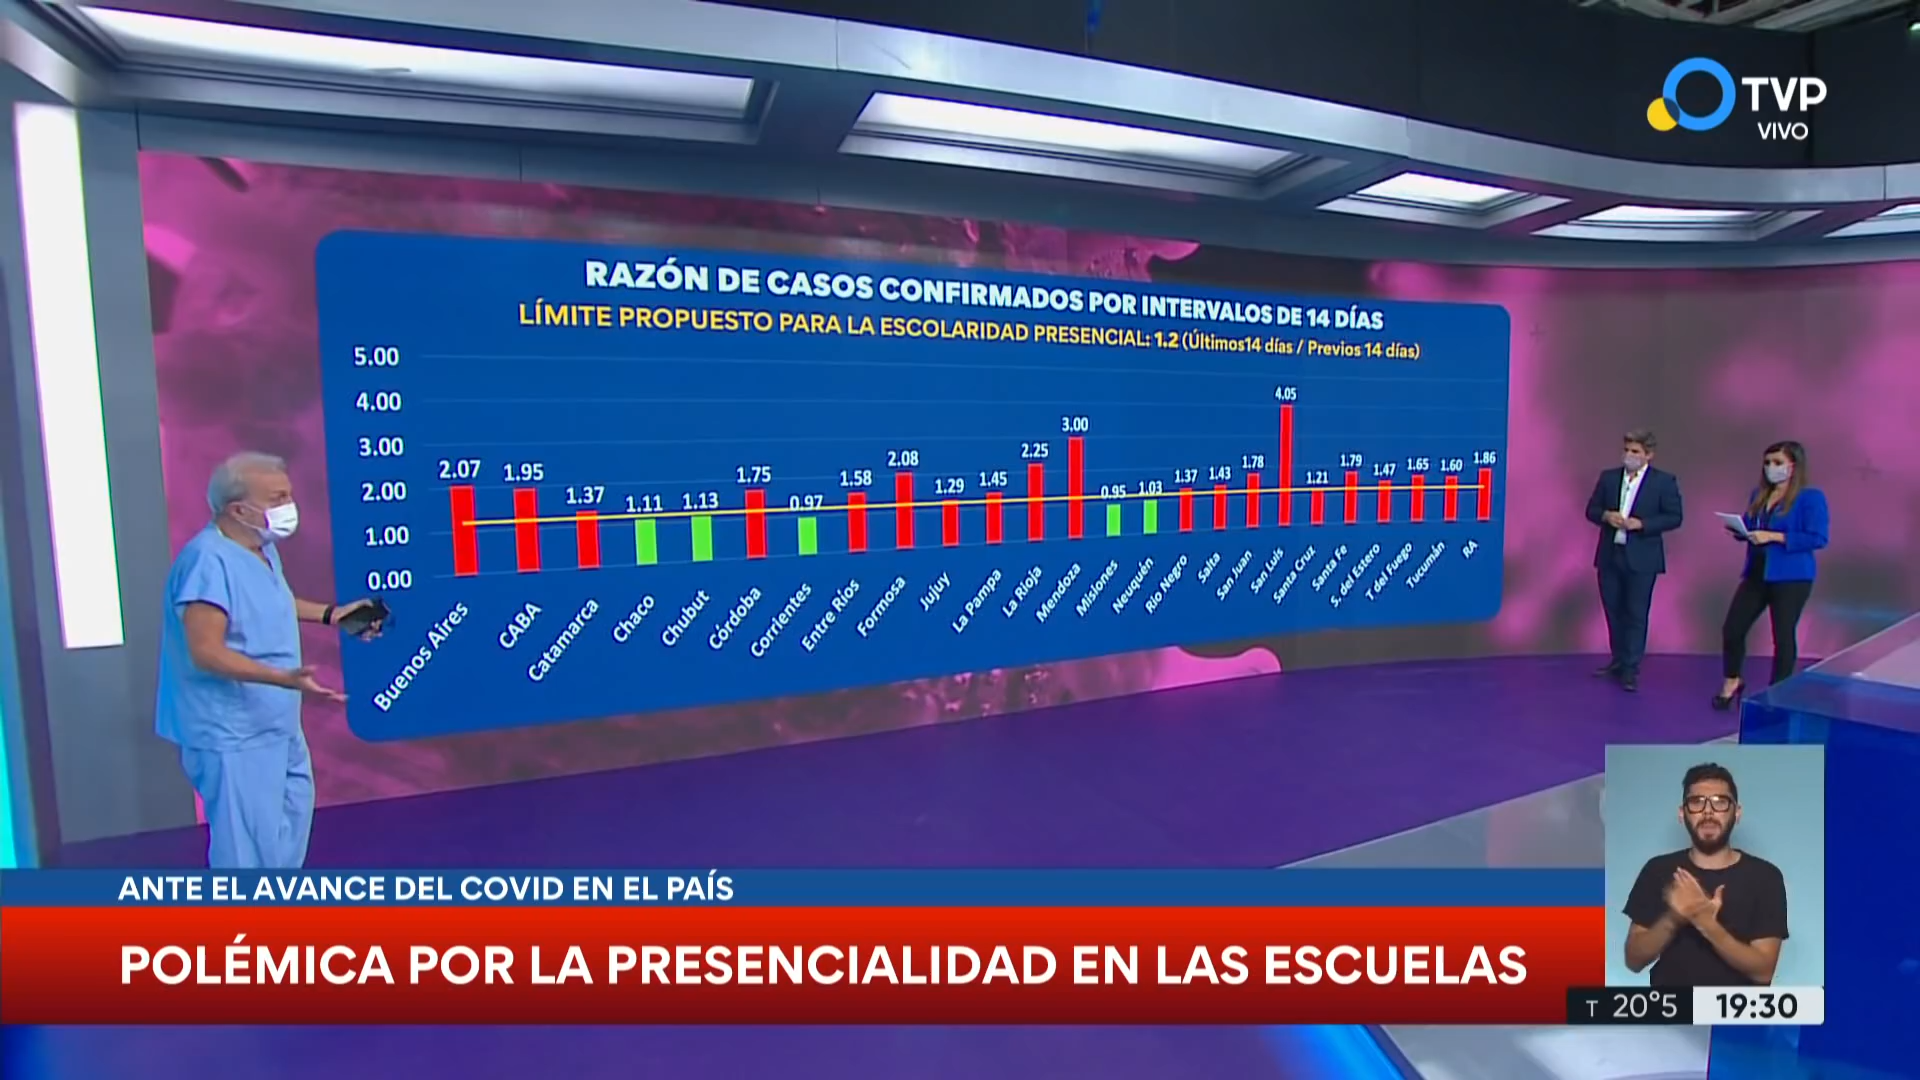 TVP
VIVO
RAZÓN DE CASOS CONFIRMADOS POR INTERVALOS DE 14 DÍAS
LÍMITE PROPUESTO PARA LA ESCOLARIDAD PRESENCIAL: 1.2 (Últimos14 días / Previos 14 días)
5.00
4.00
3.00
2.00
1.00
0.00
2.07
1.95
1.37
1.11
1.13
1.75
0.97
1.58
2.08
1.29
1.45
2.25
3.00
0.95
1.03
1.37
1.43
1.78
4.05
1.21
1.79
1.47
1.65
1.60
1.86
Buenos Aires
CABA
Catamarca
Chaco
Chubut
Córdoba
Corrientes
Entre Ríos
Formosa
Jujuy
La Pampa
La Rioja
Mendoza
Misiones
Neuquén
Río Negro
Salta
San Juan
San Luis
Santa Cruz
Santa Fe
S. del Estero
T del Fuego
Tucumán
RA
ANTE EL AVANCE DEL COVID EN EL PAÍS
POLÉMICA POR LA PRESENCIALIDAD EN LAS ESCUELAS
T 20°5 19:30